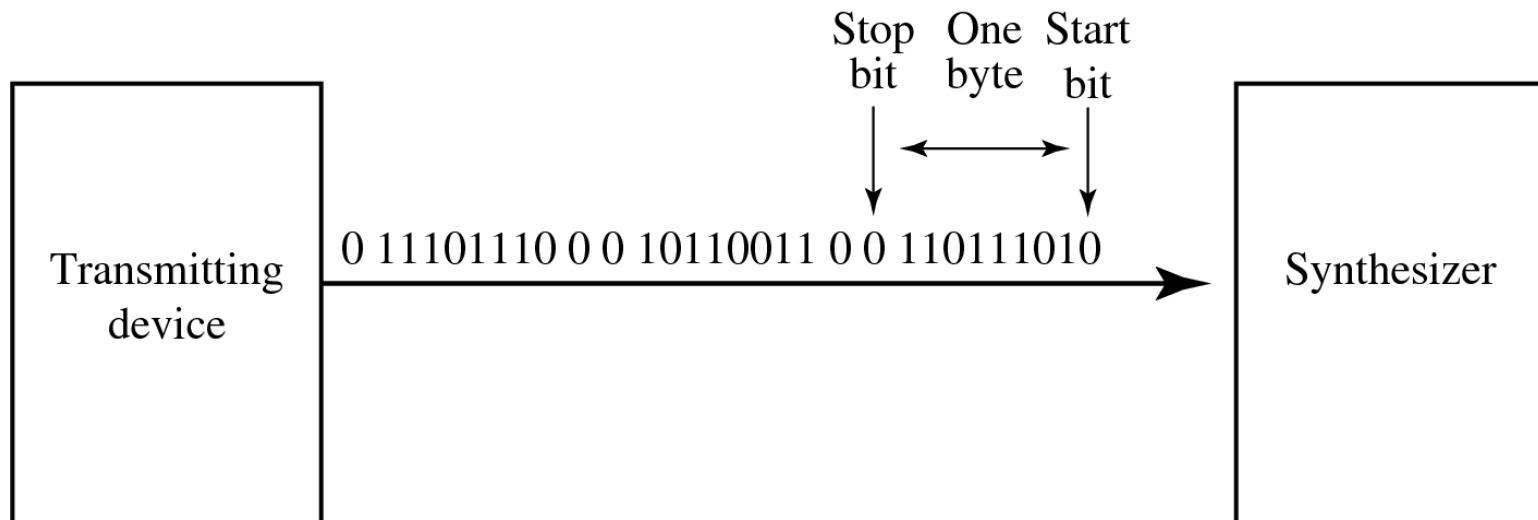 Stop One Start
bit byte bit
0 11101110 0 0 10110011 0 0 110111010
Transmitting
device
Synthesizer